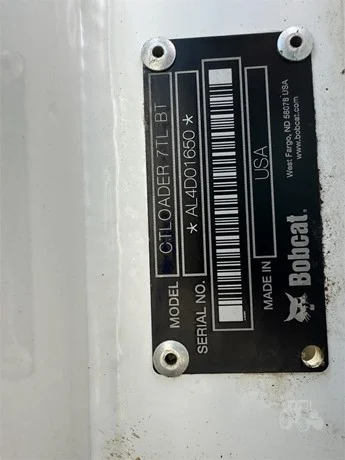 MODEL CTLOADER 7TL BT
SERIAL NO. * AL4D01650 *
MADE IN USA
Bobcat.
West Fargo, ND 58078 USA
www.bobcat.com